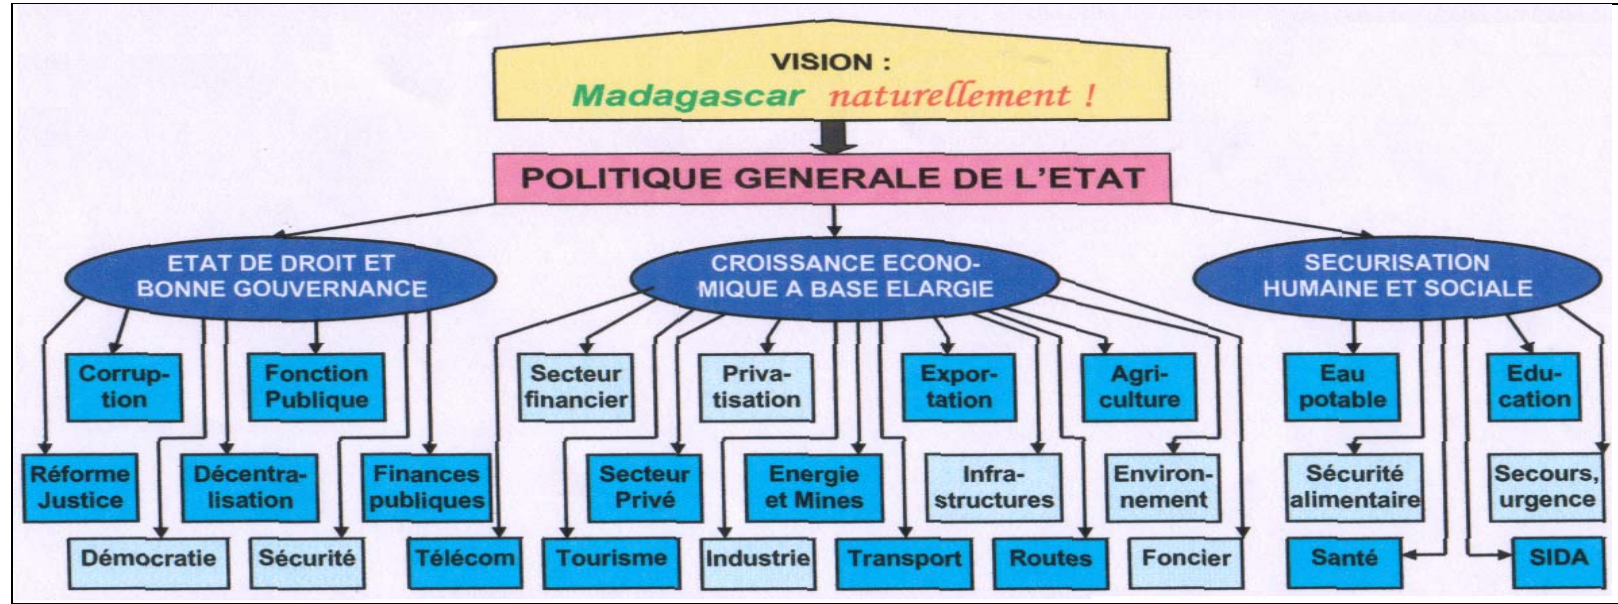 VISION :
Madagascar naturellement !
POLITIQUE GENERALE DE L'ETAT
ETAT DE DROIT ET
BONNE GOUVERNANCE
CROISSANCE ECONO-
MIQUE A BASE ELARGIE
SECURISATION
HUMAINE ET SOCIALE
Corrup-
tion
Fonction
Publique
Secteur
financier
Priva-
tisation
Expor-
tation
Agri-
culture
Eau
potable
Edu-
cation
Réforme
Justice
Décentra-
lisation
Finances
publiques
Secteur
Privé
Energie
et Mines
Infra-
structures
Environ-
nement
Sécurité
alimentaire
Secours,
urgence
Démocratie
Sécurité
Télécom
Tourisme
Industrie
Transport
Routes
Foncier
Santé
SIDA